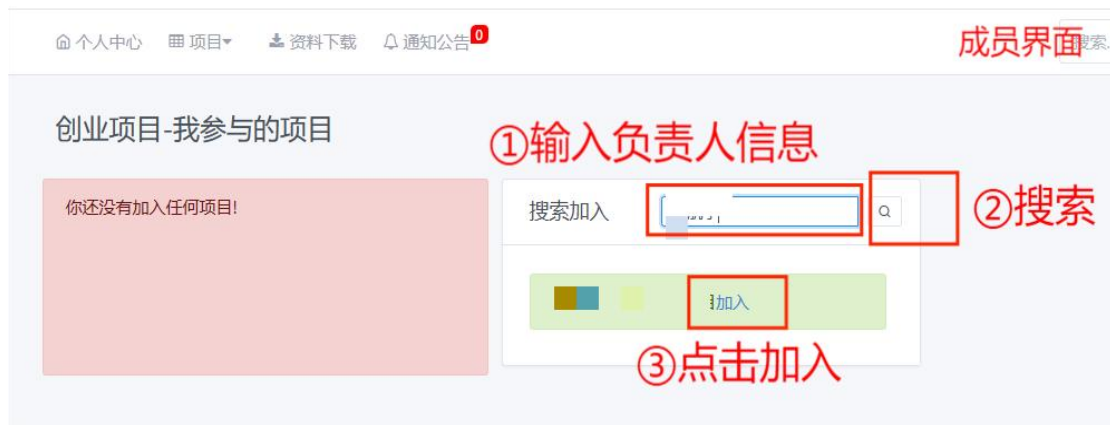 个人中心 项目 资料下载 通知公告 0
成员界面
搜索
创业项目-我参与的项目
①输入负责人信息
你还没有加入任何项目!
搜索加入
②搜索
加入
③点击加入